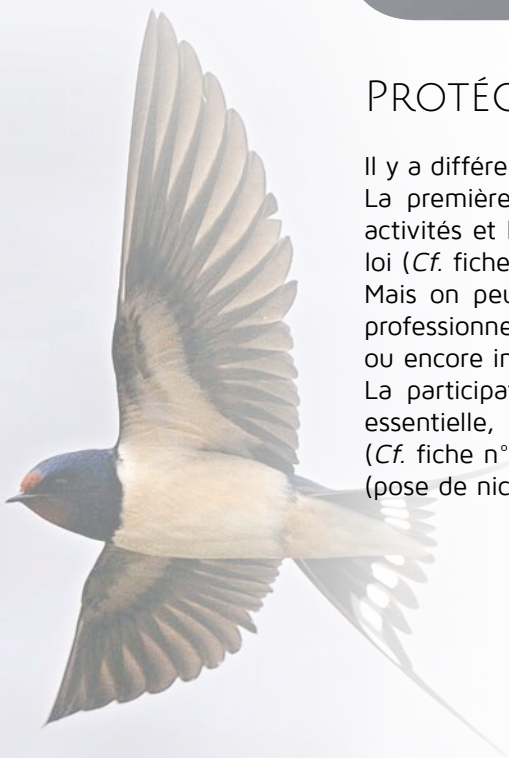 PROTÉG
Il y a différe
La première
activités et l
loi (Cf. fiche
Mais on peu
professionne
ou encore in
La participat
essentielle,
(Cf. fiche n°
(pose de nic